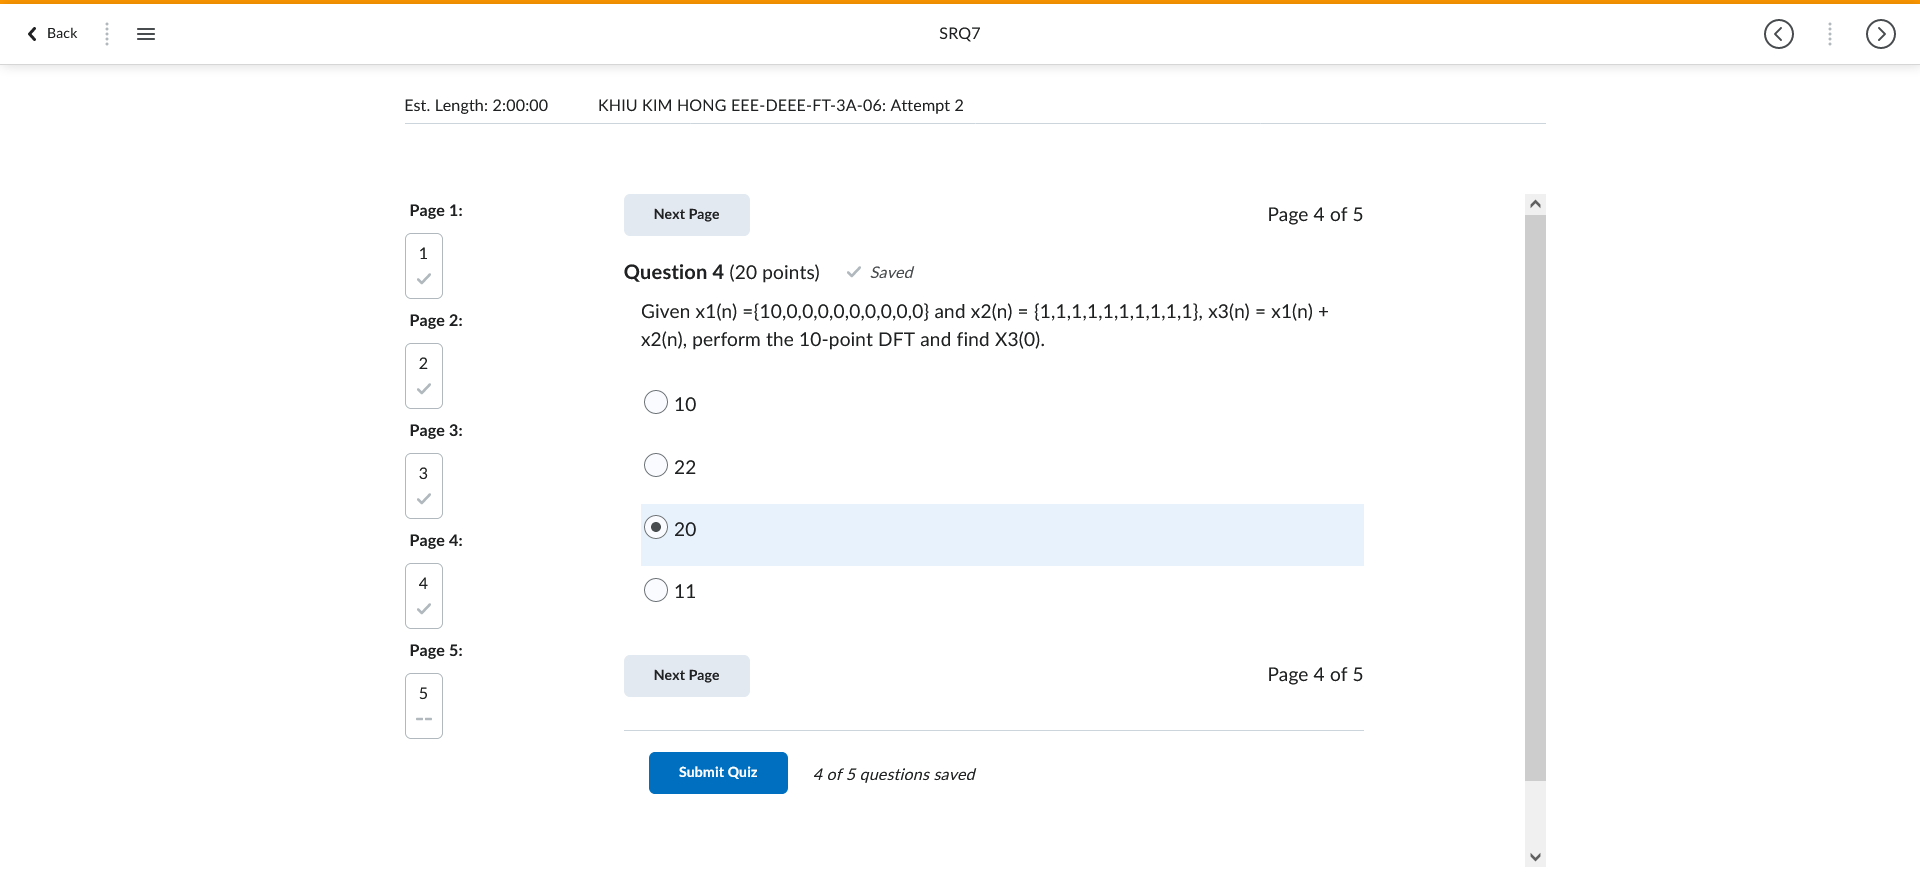 Back
SRQ7
Est. Length: 2:00:00 KHIU KIM HONG EEE-DEEE-FT-3A-06: Attempt 2
Page 1:
1
Page 2:
2
Page 3:
3
Page 4:
4
Page 5:
5
--
Next Page
Page 4 of 5
Question 4 (20 points) Saved
Given x1(n) ={10,0,0,0,0,0,0,0,0,0,0} and x2(n) = {1,1,1,1,1,1,1,1,1,1}, x3(n) = x1(n) +
x2(n), perform the 10-point DFT and find X3(0).
10
22
20
11
Next Page
Page 4 of 5
Submit Quiz
4 of 5 questions saved